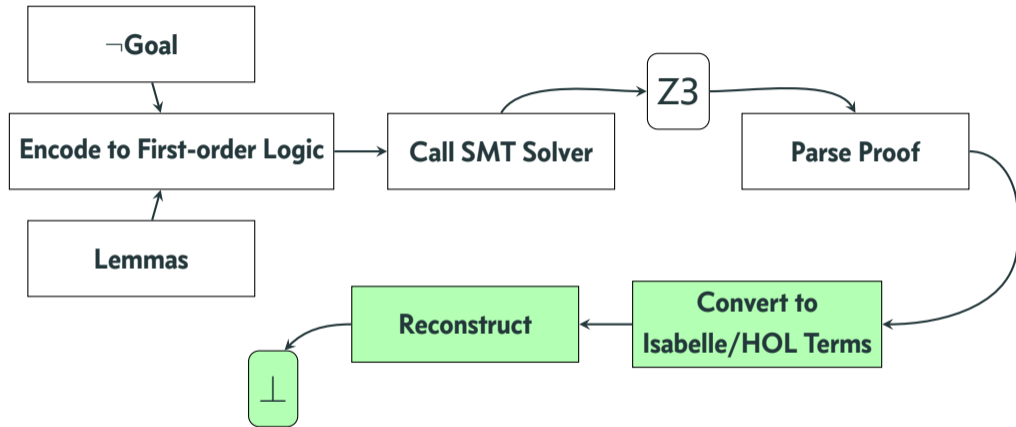 ¬Goal
Encode to First-order Logic
Call SMT Solver
Z3
Parse Proof
Lemmas
Convert to
Isabelle/HOL Terms
Reconstruct
⊥